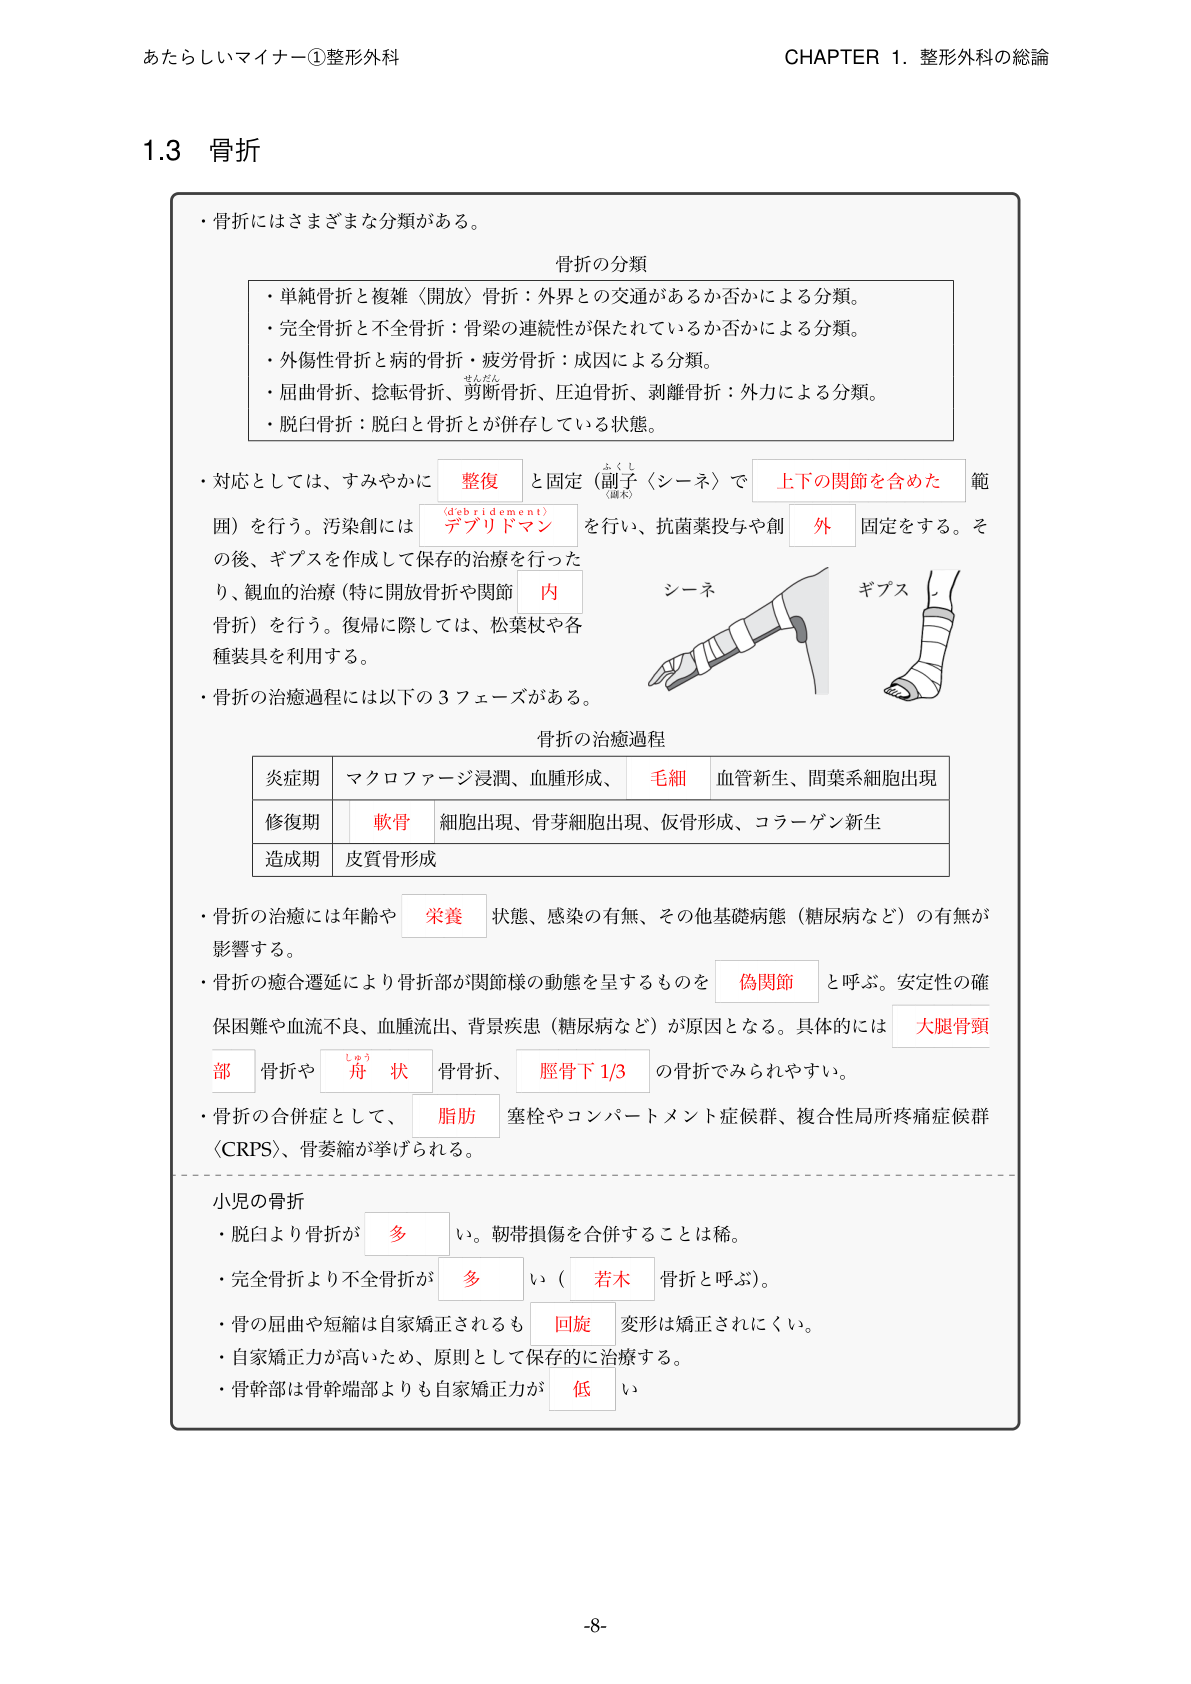 あたらしいマイナー①整形外科
CHAPTER 1. 整形外科の総論
1.3 骨折
・骨折にはさまざまな分類がある。
骨折の分類
・単純骨折と複雑〈開放〉骨折：外界との交通があるか否かによる分類。
・完全骨折と不全骨折：骨梁の連続性が保たれているか否かによる分類。
・外傷性骨折と病的骨折・疲労骨折：成因による分類。
せんだん
・屈曲骨折、捻転骨折、剪断骨折、圧迫骨折、剥離骨折：外力による分類。
・脱臼骨折：脱臼と骨折とが併存している状態。
ふくし
・対応としては、すみやかに 整復 と固定（副子〈シーネ〉で 上下の関節を含めた 範
〈副木〉
(debridement)
囲）を行う。汚染創には デブリドマン を行い、抗菌薬投与や創 外 固定をする。そ
の後、ギプスを作成して保存的治療を行った
り、観血的治療（特に開放骨折や関節 内
骨折）を行う。復帰に際しては、松葉杖や各
種装具を利用する。
シーネ
ギプス
・骨折の治癒過程には以下の 3 フェーズがある。
骨折の治癒過程
炎症期 マクロファージ浸潤、血腫形成、 毛細 血管新生、間葉系細胞出現
修復期 軟骨 細胞出現、骨芽細胞出現、仮骨形成、コラーゲン新生
造成期 皮質骨形成
・骨折の治癒には年齢や 栄養 状態、感染の有無、その他基礎病態（糖尿病など）の有無が
影響する。
・骨折の癒合遷延により骨折部が関節様の動態を呈するものを 偽関節 と呼ぶ。安定性の確
保困難や血流不良、血腫流出、背景疾患（糖尿病など）が原因となる。具体的には 大腿骨頸
しゅう
部 骨折や 舟 状 骨骨折、 脛骨下 1/3 の骨折でみられやすい。
・骨折の合併症として、 脂肪 塞栓やコンパートメント症候群、複合性局所疼痛症候群
〈CRPS〉、骨萎縮が挙げられる。
小児の骨折
・脱臼より骨折が 多 い。靭帯損傷を合併することは稀。
・完全骨折より不全骨折が 多 い（ 若木 骨折と呼ぶ）。
・骨の屈曲や短縮は自家矯正されるも 回旋 変形は矯正されにくい。
・自家矯正力が高いため、原則として保存的に治療する。
・骨幹部は骨幹端部よりも自家矯正力が 低 い
-8-